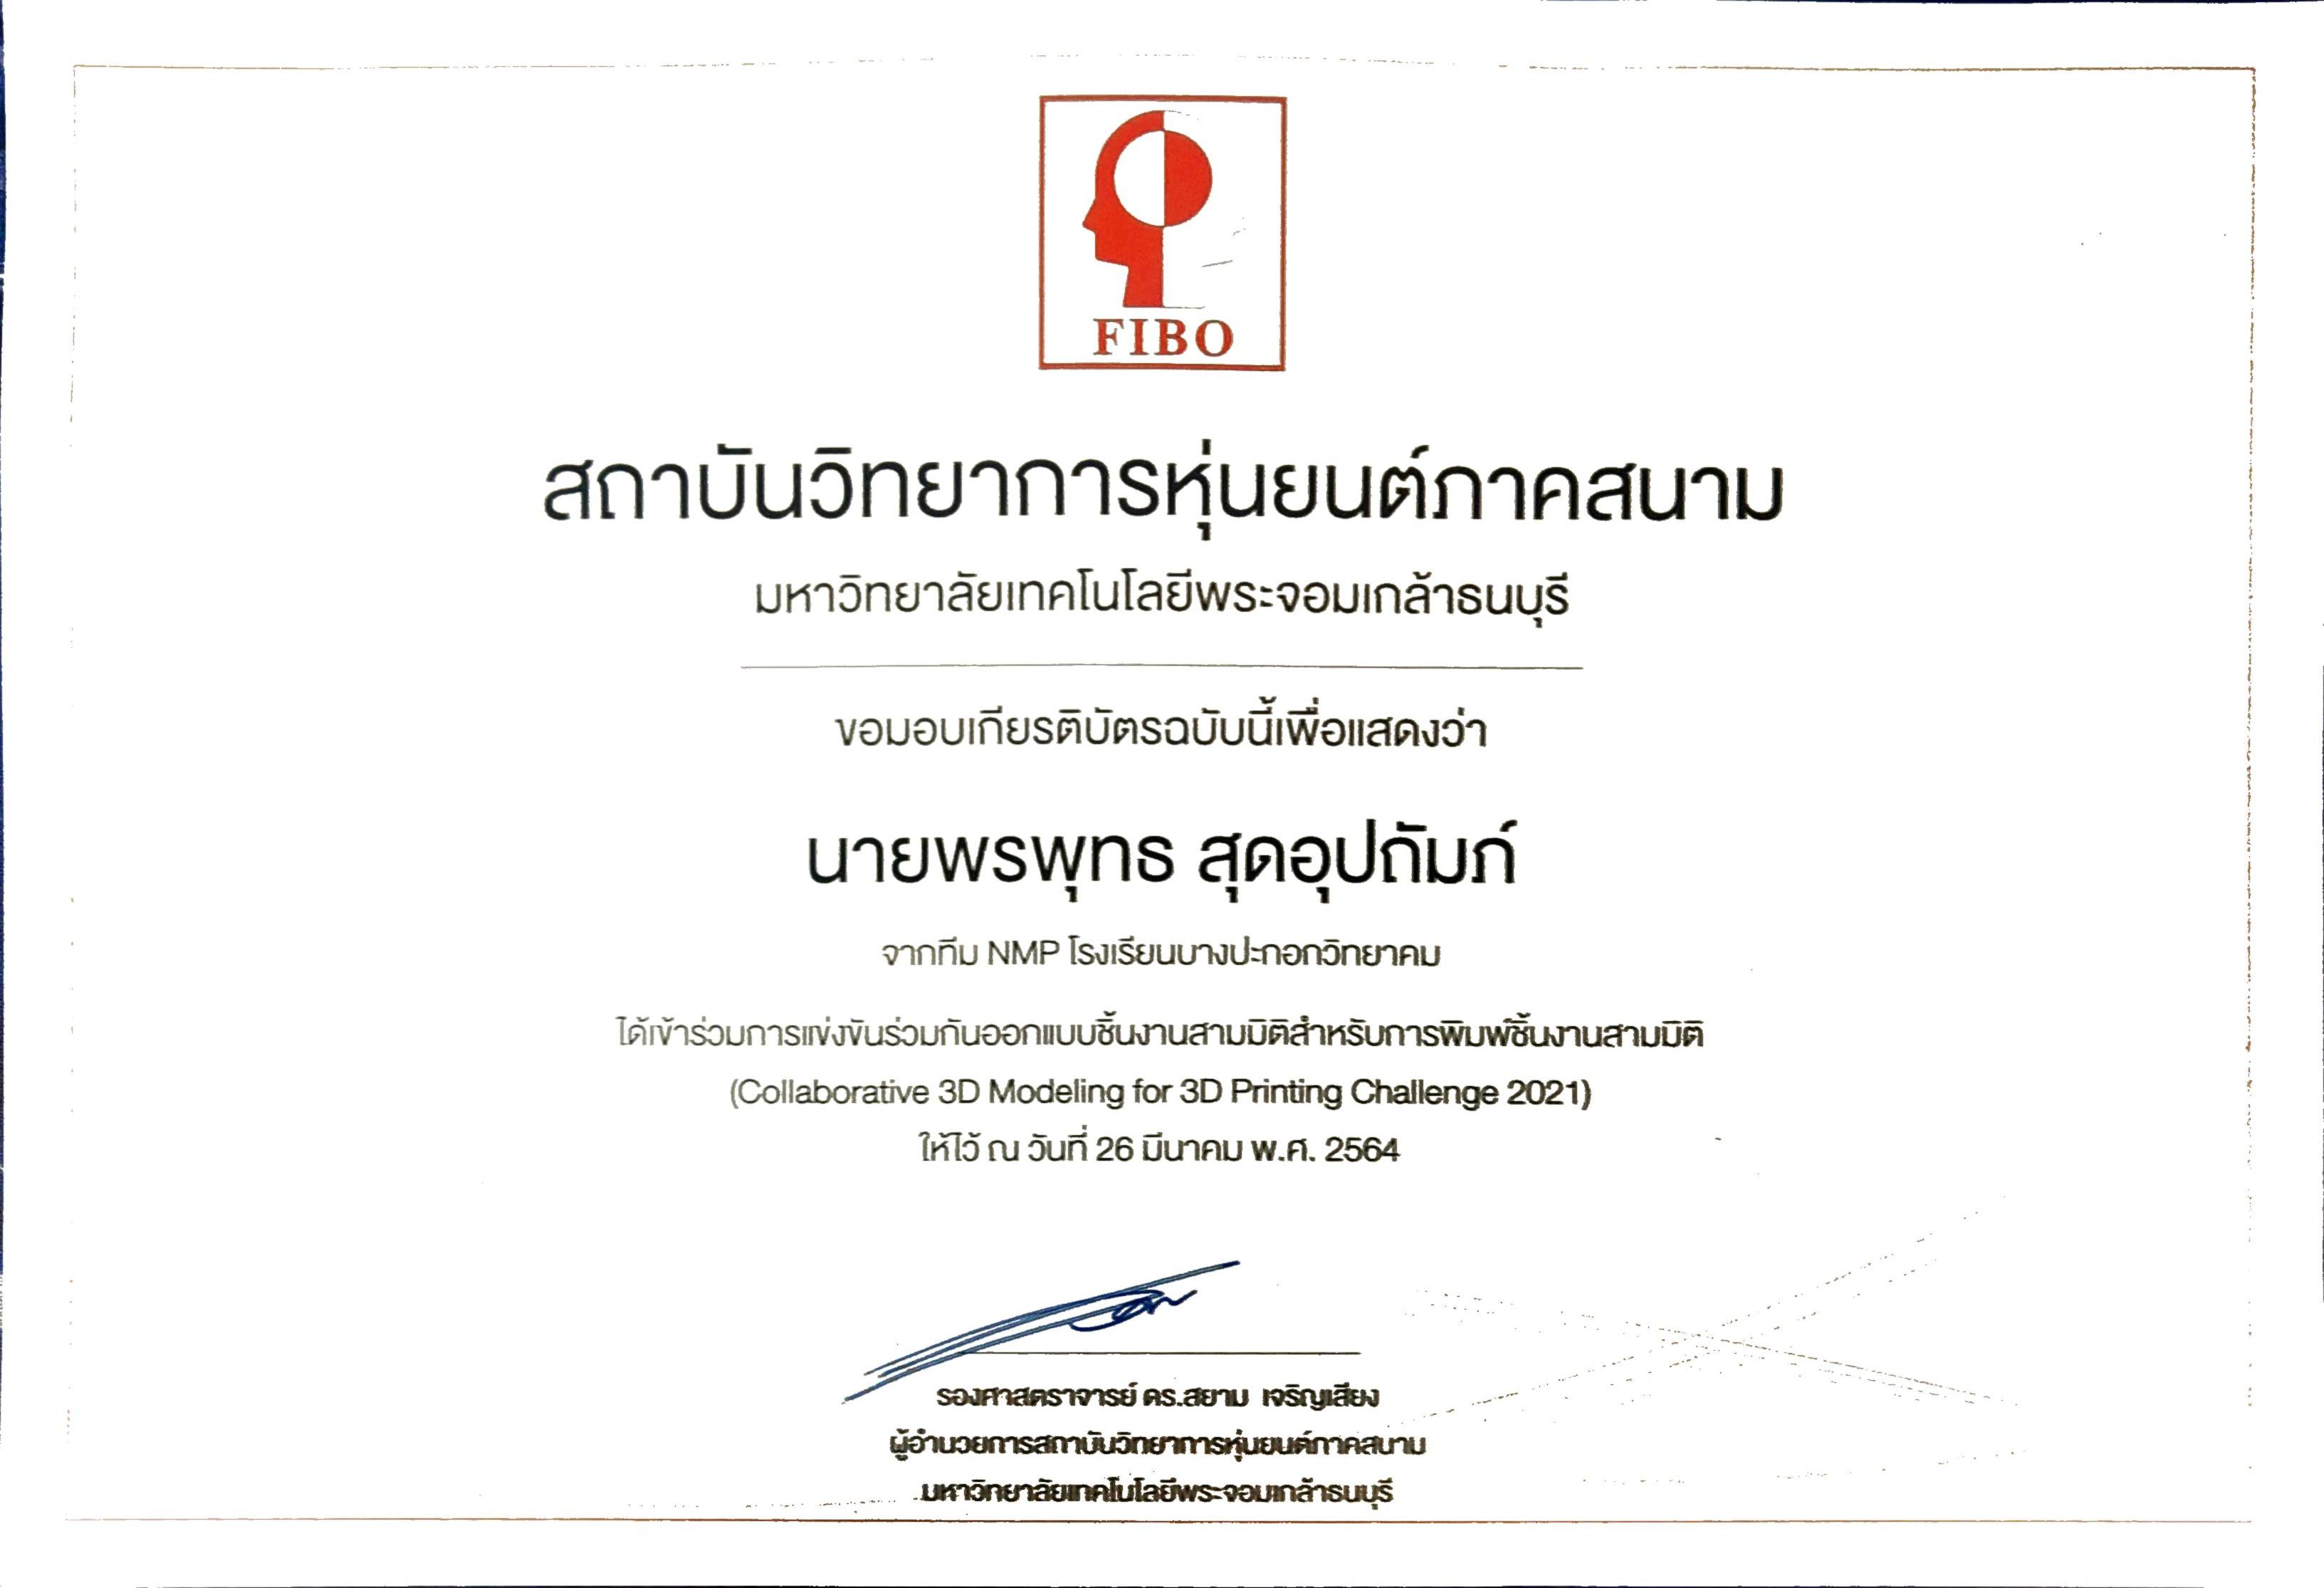 FIBO
สถาบันวิทยาการหุ่นยนต์ภาคสนาม
มหาวิทยาลัยเทคโนโลยีพระจอมเกล้าธนบุรี
ขอมอบเกียรติบัตรฉบับนี้เพื่อแสดงว่า
นายพรพุทธ สุดอุปถัมภ์
จากทีม NMP โรงเรียนบางปะกอกวิทยาคม
ได้เข้าร่วมการแข่งขันร่วมกันออกแบบชิ้นงานสามมิติสำหรับการพิมพ์ชิ้นงานสามมิติ
(Collaborative 3D Modeling for 3D Printing Challenge 2021)
ให้ไว้ ณ วันที่ 26 มีนาคม พ.ศ. 2564
รองศาสตราจารย์ ดร.สยาม เจริญเสียง
ผู้อำนวยการสถาบันวิทยาการหุ่นยนต์ภาคสนาม
มหาวิทยาลัยเทคโนโลยีพระจอมเกล้าธนบุรี